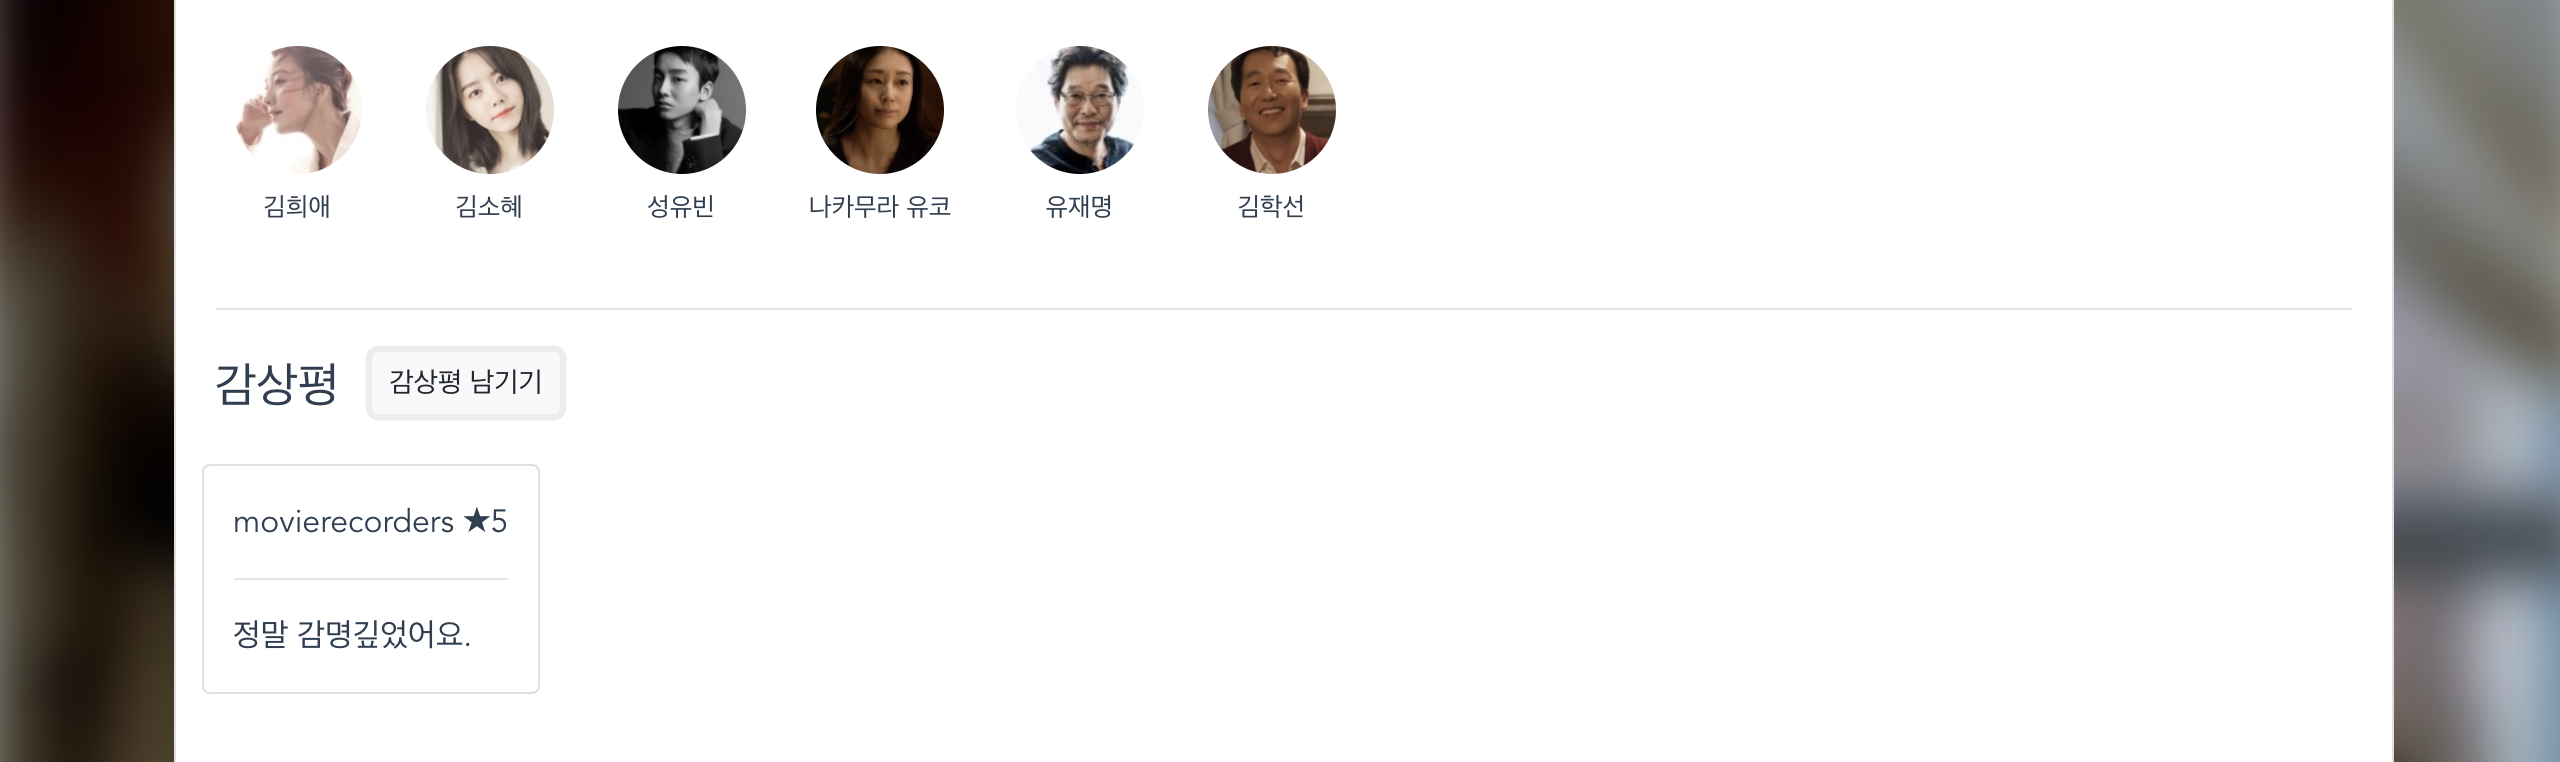 김희애 김소혜 성유빈 나카무라 유코 유재명 김학선
감상평 감상평 남기기
movierecorders ★5
정말 감명깊었어요.